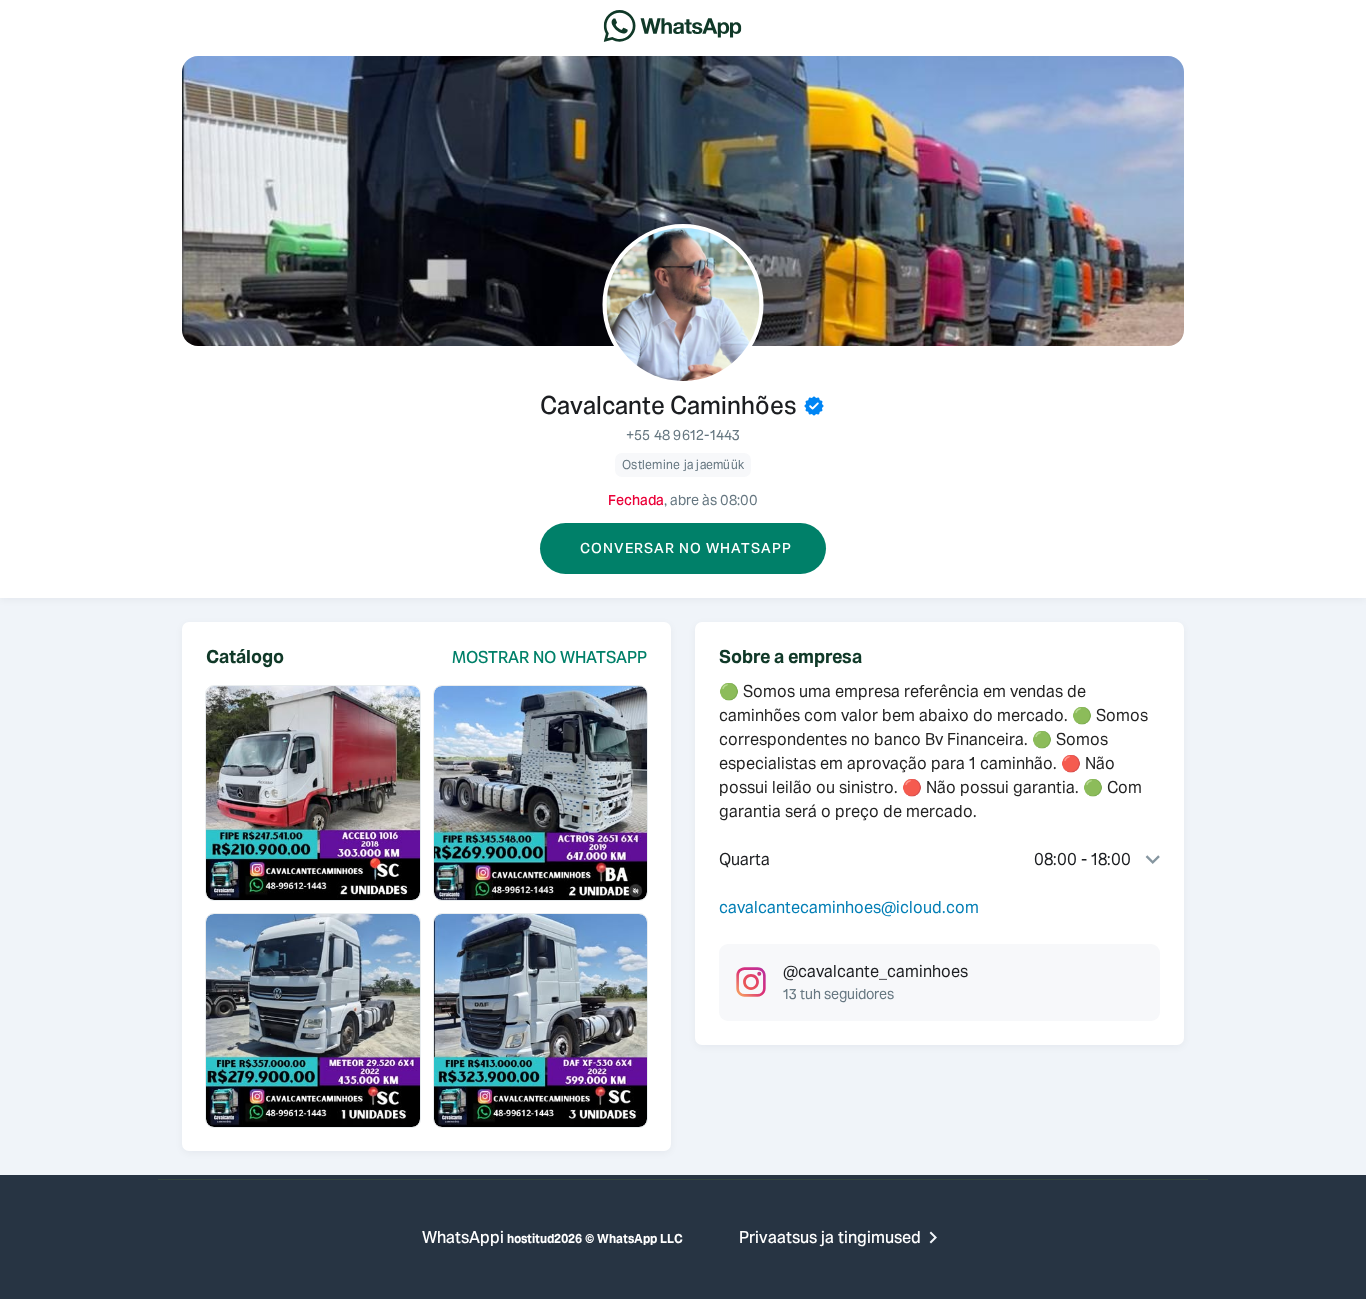 WhatsApp
SCANIA
Cavalcante Caminhões
+55 48 9612-1443
Ostlemine ja jaemüük
Fechada, abre às 08:00
CONVERSAR NO WHATSAPP
Catálogo
MOSTRAR NO WHATSAPP
FIPE R$247.541.00
R$210.900.00
ACCELO 1016
2018
303.000 KM
CAVALCANTECAMINHOES
48-99612-1443
SC
2 UNIDADES
FIPE R$345.548.00
R$269.900.00
ACTROS 2651 6X4
2019
647.000 KM
CAVALCANTECAMINHOES
48-99612-1443
BA
2 UNIDADE
FIPE R$357.000.00
R$279.900.00
METEOR 29.520 6X4
2022
435.000 KM
CAVALCANTECAMINHOES
48-99612-1443
SC
1 UNIDADES
FIPE R$413.000.00
R$323.900.00
DAF XF-530 6X4
2022
599.000 KM
CAVALCANTECAMINHOES
48-99612-1443
SC
3 UNIDADES
Sobre a empresa
🟢 Somos uma empresa referência em vendas de
caminhões com valor bem abaixo do mercado. 🟢 Somos
correspondentes no banco Bv Financeira. 🟢 Somos
especialistas em aprovação para 1 caminhão. 🔴 Não
possui leilão ou sinistro. 🔴 Não possui garantia. 🟢 Com
garantia será o preço de mercado.
Quarta 08:00 - 18:00
cavalcantecaminhoes@icloud.com
@cavalcante_caminhoes
13 tuh seguidores
WhatsAppi hostitud2026 © WhatsApp LLC
Privaatsus ja tingimused